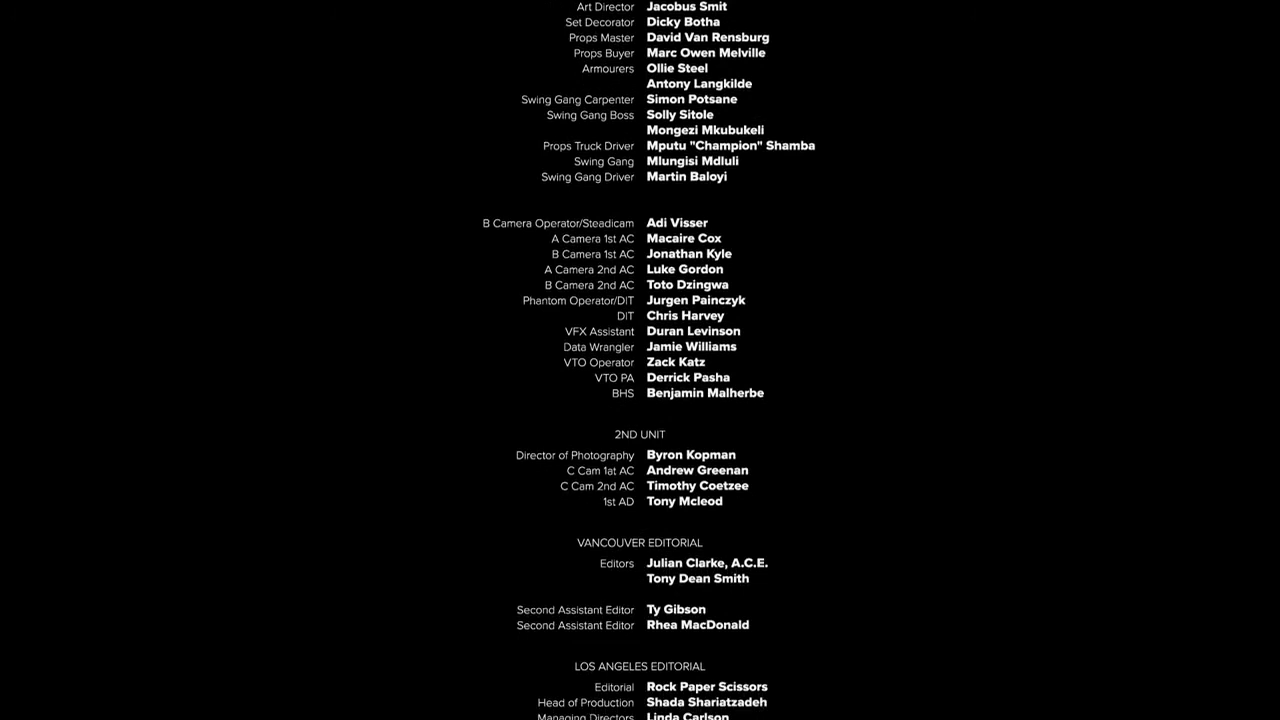 Art Director Jacobus Smit
Set Decorator Dicky Botha
Props Master David Van Rensburg
Props Buyer Marc Owen Melville
Armourers Ollie Steel
Antony Langkilde
Swing Gang Carpenter Simon Potsane
Swing Gang Boss Solly Sitole
Mongezi Mkubukeli
Props Truck Driver Mputu "Champion" Shamba
Swing Gang Mlungisi Mdluli
Swing Gang Driver Martin Baloyi
B Camera Operator/Steadicam Adi Visser
A Camera 1st AC Macaire Cox
B Camera 1st AC Jonathan Kyle
A Camera 2nd AC Luke Gordon
B Camera 2nd AC Toto Dzingwa
Phantom Operator/DIT Jurgen Painczyk
DIT Chris Harvey
VFX Assistant Duran Levinson
Data Wrangler Jamie Williams
VTO Operator Zack Katz
VTO PA Derrick Pasha
BHS Benjamin Malherbe
2ND UNIT
Director of Photography Byron Kopman
C Cam 1at AC Andrew Greenan
C Cam 2nd AC Timothy Coetzee
1st AD Tony Mcleod
VANCOUVER EDITORIAL
Editors Julian Clarke, A.C.E.
Tony Dean Smith
Second Assistant Editor Ty Gibson
Second Assistant Editor Rhea MacDonald
LOS ANGELES EDITORIAL
Editorial Rock Paper Scissors
Head of Production Shada Shariatzadeh
Managing Directors Linda Carlson